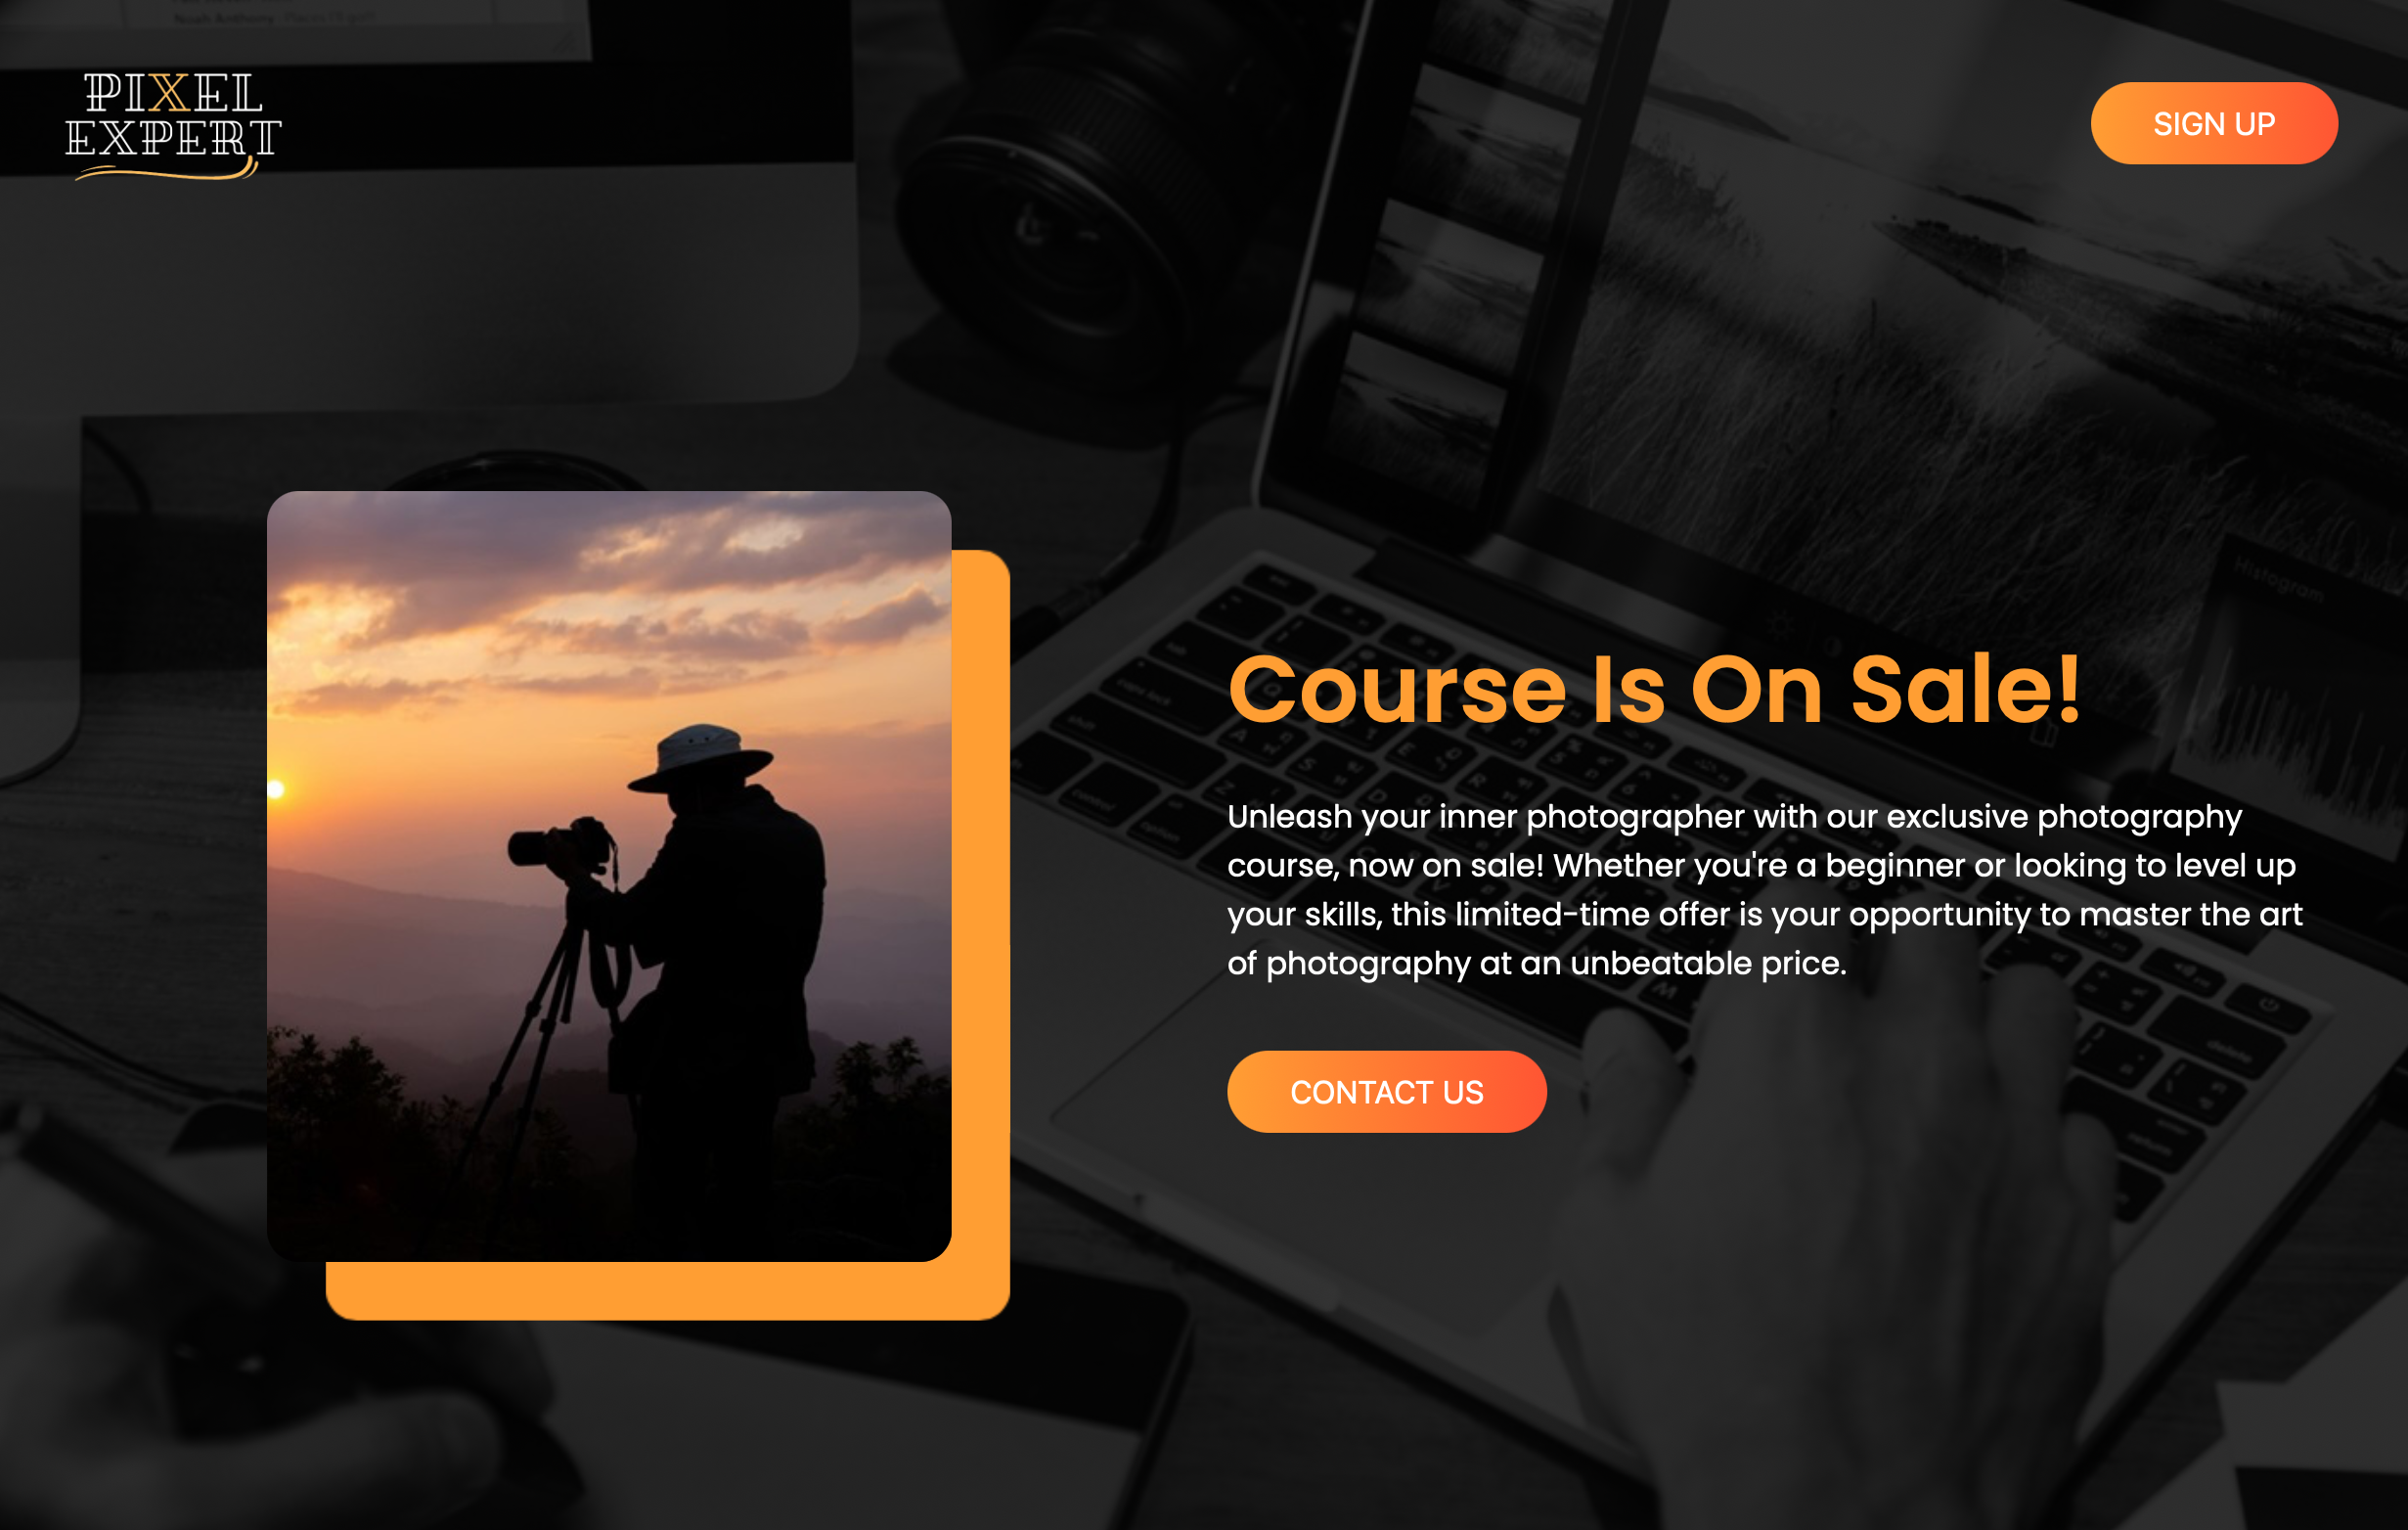 PIXEL
EXPERT
SIGN UP
Histogram
Course Is On Sale!
Unleash your inner photographer with our exclusive photography
course, now on sale! Whether you're a beginner or looking to level up
your skills, this limited-time offer is your opportunity to master the art
of photography at an unbeatable price.
CONTACT US